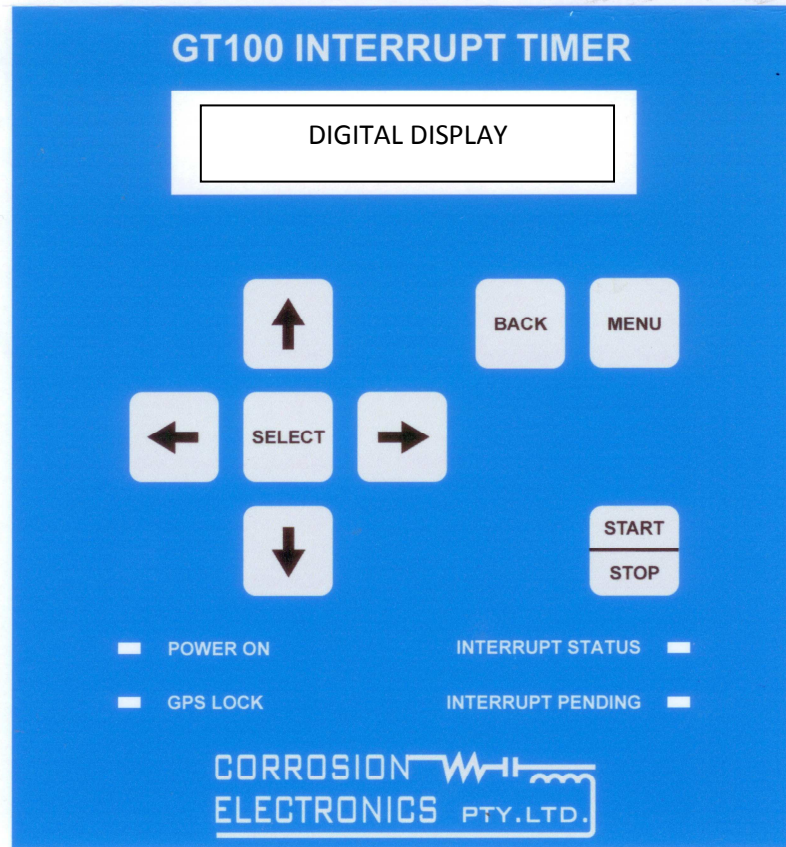 GT100 INTERRUPT TIMER
DIGITAL DISPLAY
BACK MENU
SELECT
START
STOP
POWER ON INTERRUPT STATUS
GPS LOCK INTERRUPT PENDING
CORROSION
ELECTRONICS PTY.LTD.